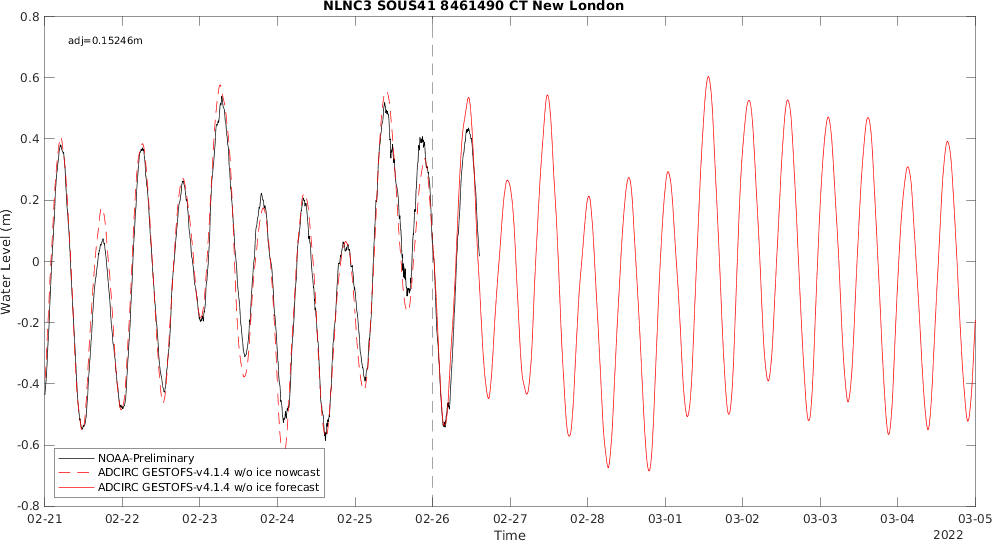 NLNC3 SOUS41 8461490 CT New London
adj=0.15246m
Water Level (m)
0.8
0.6
0.4
0.2
0
-0.2
-0.4
-0.6
-0.8
NOAA-Preliminary
ADCIRC GESTOFS-v4.1.4 w/o ice nowcast
ADCIRC GESTOFS-v4.1.4 w/o ice forecast
02-21 02-22 02-23 02-24 02-25 02-26 02-27 02-28 03-01 03-02 03-03 03-04 03-05
Time
2022